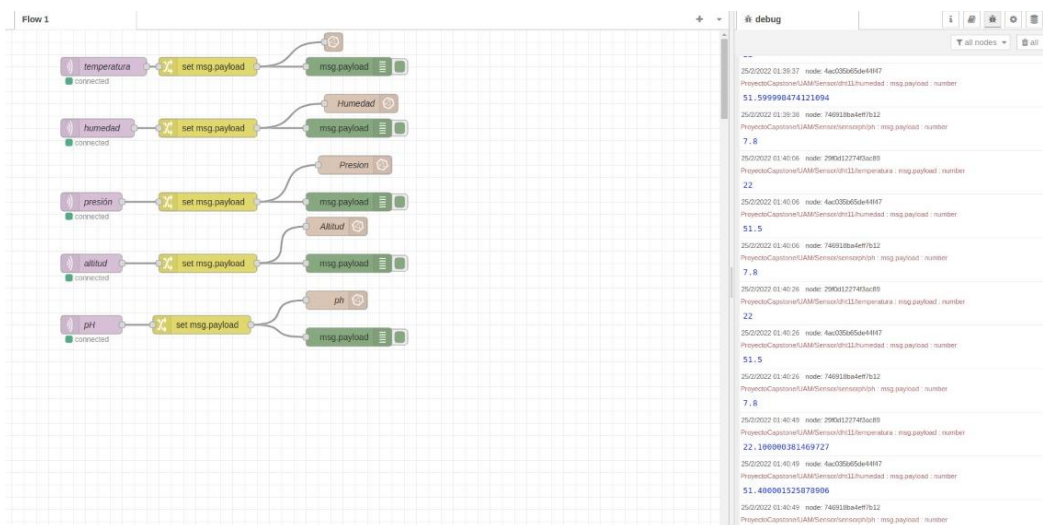 Flow 1
temperatura
set msg.payload
msg.payload
connected
Humedad
humedad
set msg.payload
msg.payload
connected
Presion
presión
set msg.payload
msg.payload
connected
Altitud
altitud
set msg.payload
msg.payload
connected
ph
pH
set msg.payload
connected
msg.payload
debug
all nodes
all
25/2/2022 01:39:37 node: 4ac035b65de44f47
ProyectoCapstone/UAM/Sensor/dht11/humedad : msg.payload : number
51.599990474121094
25/2/2022 01:39:38 node: 746918ba4eff7b12
ProyectoCapstone/UAM/Sensor/sensorph/ph : msg.payload : number
7.8
25/2/2022 01:40:06 node: 29f0d12274f3ac89
ProyectoCapstone/UAM/Sensor/dht11/temperatura : msg.payload : number
22
25/2/2022 01:40:06 node: 4ac035b65de44f47
ProyectoCapstone/UAM/Sensor/dht11/humedad : msg.payload : number
51.5
25/2/2022 01:40:06 node: 746918ba4eff7b12
ProyectoCapstone/UAM/Sensor/sensorph/ph : msg.payload : number
7.8
25/2/2022 01:40:26 node: 29f0d12274f3ac89
ProyectoCapstone/UAM/Sensor/dht11/temperatura : msg.payload : number
22
25/2/2022 01:40:26 node: 4ac035b65de44f47
ProyectoCapstone/UAM/Sensor/dht11/humedad : msg.payload : number
51.5
25/2/2022 01:40:26 node: 746918ba4eff7b12
ProyectoCapstone/UAM/Sensor/sensorph/ph : msg.payload : number
7.8
25/2/2022 01:40:49 node: 29f0d12274f3ac89
ProyectoCapstone/UAM/Sensor/dht11/temperatura : msg.payload : number
22.100000381469727
25/2/2022 01:40:49 node: 4ac035b65de44f47
ProyectoCapstone/UAM/Sensor/dht11/humedad : msg.payload : number
51.400001525878906
25/2/2022 01:40:49 node: 746918ba4eff7b12
ProyectoCapstone/UAM/Sensor/sensorph/ph : msg.payload : number